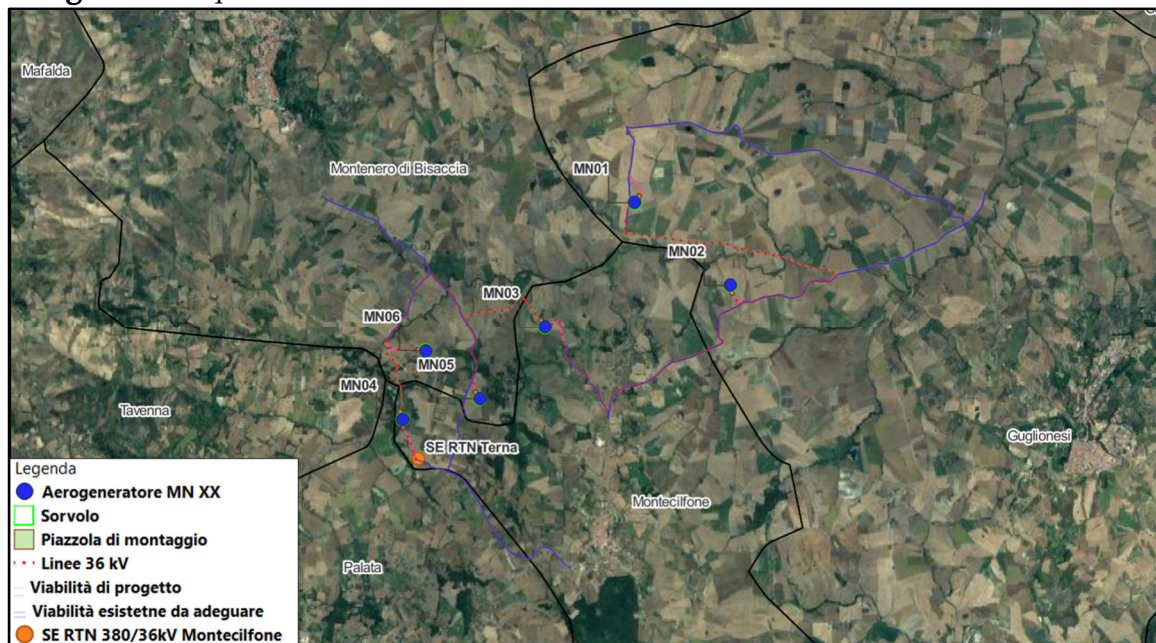 Mafalda
Montenero di Bisaccia
MN01
MN02
MN03
MN06
MN05
MN04
Tavenna
SE RTN Terna
Guglionesi
Montecilfone
Palata
Legenda
Aerogeneratore MN XX
Sorvolo
Piazzola di montaggio
Linee 36 kV
Viabilità di progetto
Viabilità esistetne da adeguare
SE RTN 380/36kV Montecilfone